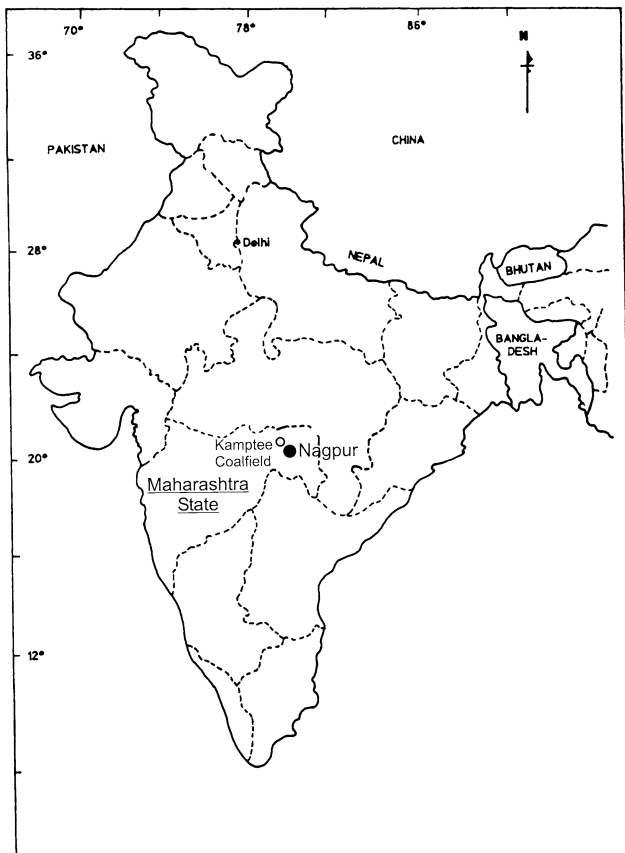 70°
78°
86°
36°
N
PAKISTAN
CHINA
Delhi
28°
NEPAL
BHUTAN
BANGLA-
DESH
Kamptee
Coalfield
Nagpur
20°
Maharashtra
State
12°